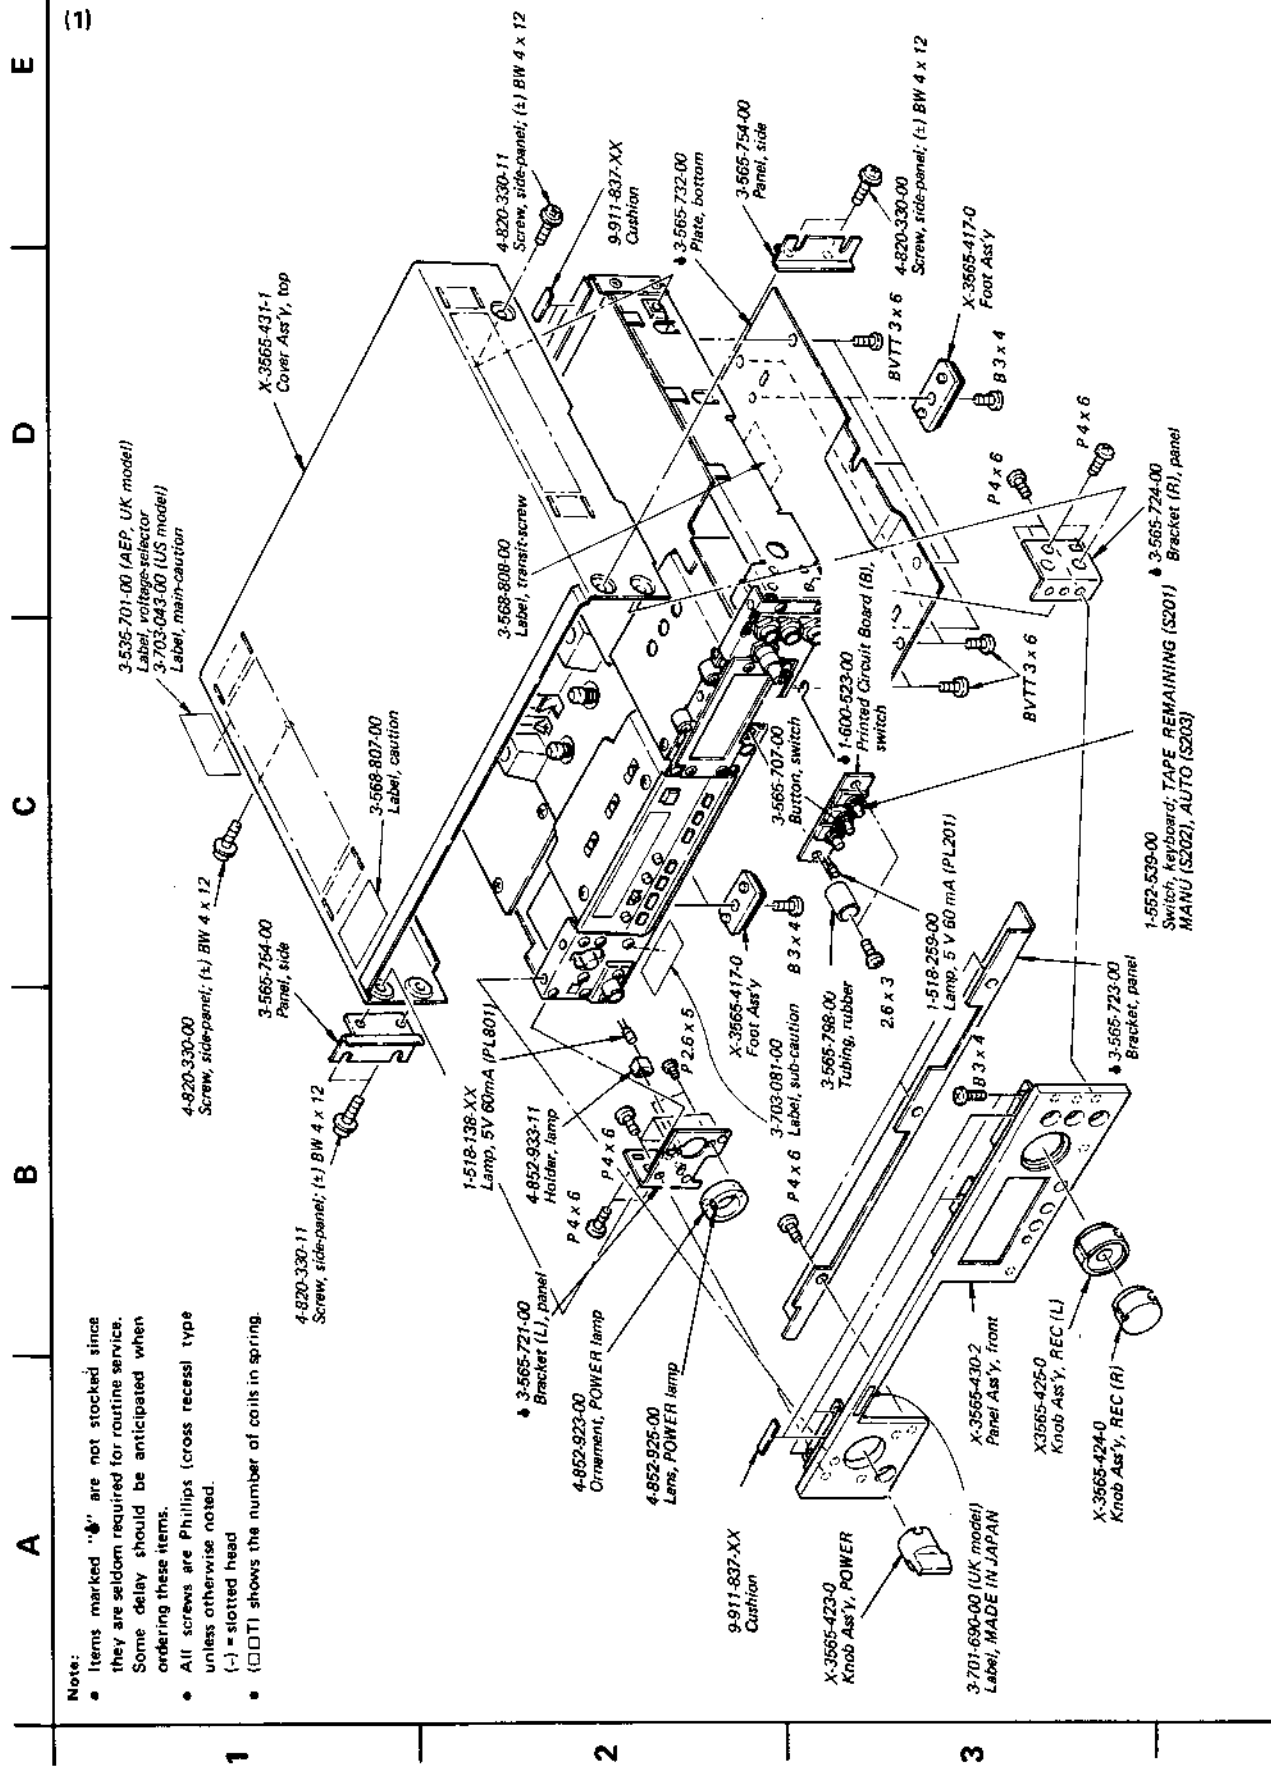 (1)
A
B
C
D
E
1
2
3
Note:
• Items marked "" are not stocked since
they are seldom required for routine service.
Some delay should be anticipated when
ordering these items.
• All screws are Phillips (cross recess) type
unless otherwise noted.
(-) = slotted head
• (□□T) shows the number of coils in spring.
3-535-701-00 (AEP, UK model)
Label, voltage-selector
3-703-043-00 (US model)
Label, main-caution
X-3565-431-1
Cover Ass'y, top
4-820-330-11
Screw, side-panel; (±) BW 4 x 12
9-911-837-XX
Cushion
3-565-732-00
Plate, bottom
3-565-754-00
Panel, side
4-820-330-00
Screw, side-panel; (±) BW 4 x 12
X-3565-417-0
Foot Ass'y
B 3 x 4
BVTT 3 x 6
P 4 x 6
P 4 x 6
3-565-724-00
Bracket (R), panel
BVTT 3 x 6
3-568-808-00
Label, transit-screw
3-568-807-00
Label, caution
4-820-330-00
Screw, side-panel; (±) BW 4 x 12
3-565-754-00
Panel, side
4-820-330-11
Screw, side-panel; (±) BW 4 x 12
1-518-138-XX
Lamp, 5V 60mA (PL801)
4-852-933-11
Holder, lamp
P 4 x 6
P 4 x 6
P 2.6 x 5
3-565-721-00
Bracket (L), panel
4-852-923-00
Ornement, POWER lamp
4-852-925-00
Lens, POWER lamp
X-3565-417-0
Foot Ass'y
B 3 x 4
3-703-081-00
Label, sub-caution
3-565-707-00
Button, switch
1-600-523-00
Printed Circuit Board (B),
switch
1-518-259-00
Lamp, 5 V 60 mA (PL201)
3-565-798-00
Tubing, rubber
2.6 x 3
1-552-539-00
Switch, keyboard; TAPE REMAINING (S201)
MANU (S202), AUTO (S203)
3-565-723-00
Bracket, panel
B 3 x 4
P 4 x 6
9-911-837-XX
Cushion
X-3565-423-0
Knob Ass'y, POWER
3-701-690-00 (UK model)
Label, MADE IN JAPAN
X-3565-430-2
Panel Ass'y, front
X3565-425-0
Knob Ass'y, REC (L)
X-3565-424-0
Knob Ass'y, REC (R)